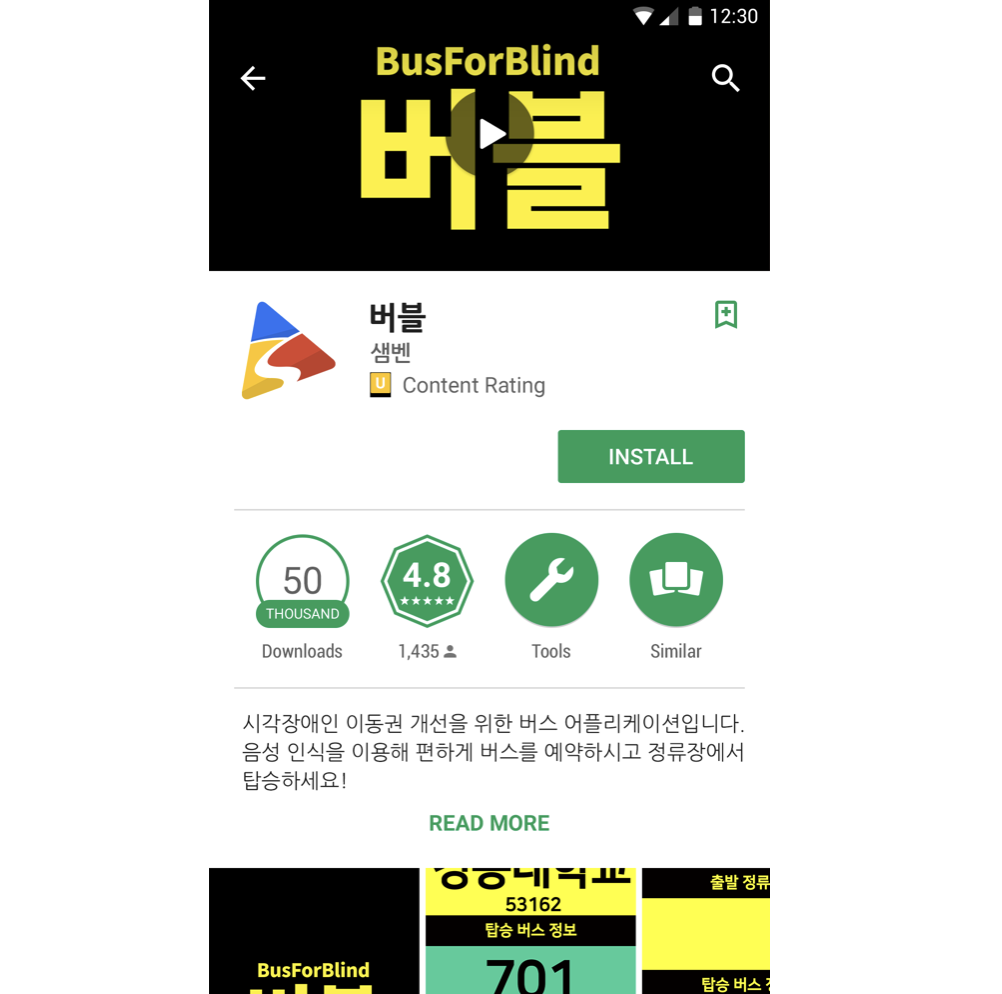 12:30
BusForBlind
버블
버블
샘벤
U Content Rating
INSTALL
50
THOUSAND
4.8
Downloads
1,435
Tools
Similar
시각장애인 이동권 개선을 위한 버스 어플리케이션입니다.
음성 인식을 이용해 편하게 버스를 예약하시고 정류장에서
탑승하세요!
READ MORE
BusForBlind
53162
탑승 버스 정보
701
출발 정류
탑승 버스